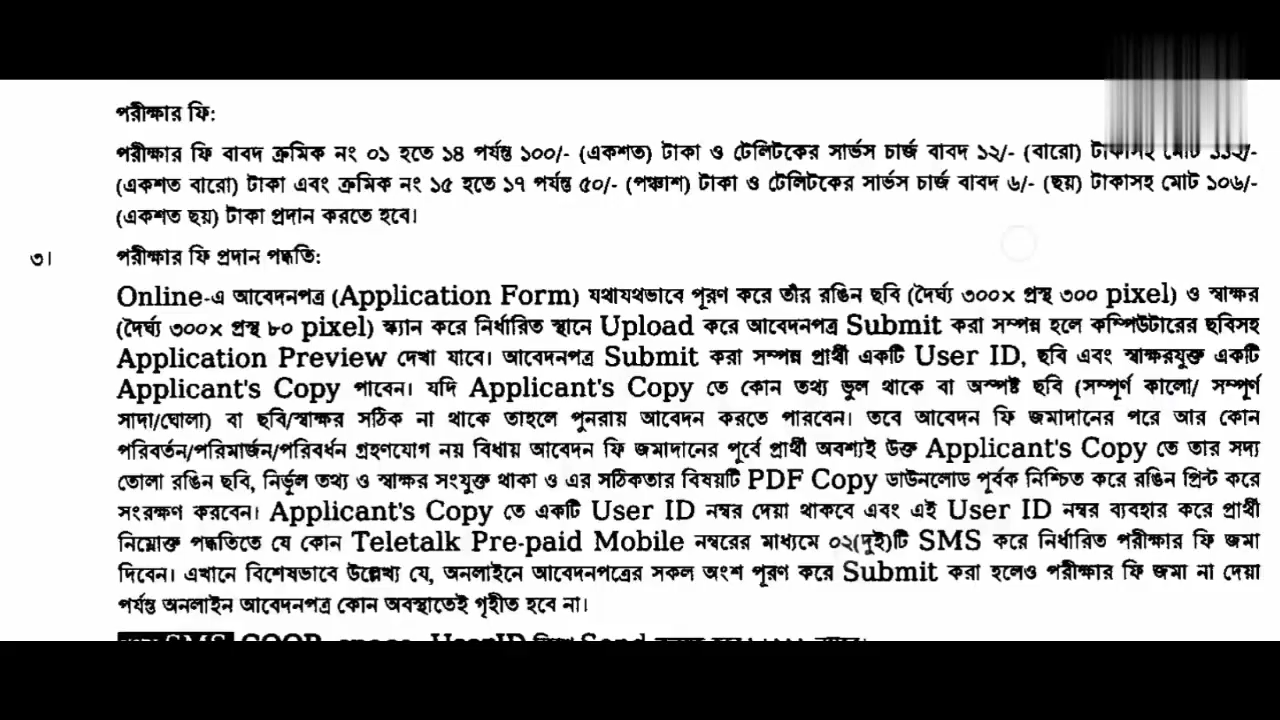 পরীক্ষার ফি:
পরীক্ষার ফি বাবদ ক্রমিক নং ০১ হতে ১৪ পর্যন্ত ১০০/- (একশত) টাকা ও টেলিটকের সার্ভস চার্জ বাবদ ১২/- (বারো) টাকাসহ মোট ১১২/-
(একশত বারো) টাকা এবং ক্রমিক নং ১৫ হতে ১৭ পর্যন্ত ৫০/- (পঞ্চাশ) টাকা ও টেলিটকের সার্ভস চার্জ বাবদ ৬/- (ছয়) টাকাসহ মোট ১০৬/-
(একশত ছয়) টাকা প্রদান করতে হবে।
৩। পরীক্ষার ফি প্রদান পদ্ধতি:
Online-এ আবেদনপত্র (Application Form) যথাযথভাবে পূরণ করে তাঁর রঙিন ছবি (দৈর্ঘ্য ৩০০x প্রস্থ ৩০০ pixel) ও স্বাক্ষর
(দৈর্ঘ্য ৩০০x প্রস্থ ৮০ pixel) স্ক্যান করে নির্ধারিত স্থানে Upload করে আবেদনপত্র Submit করা সম্পন্ন হলে কম্পিউটারের ছবিসহ
Application Preview দেখা যাবে। আবেদনপত্র Submit করা সম্পন্ন প্রার্থী একটি User ID, ছবি এবং স্বাক্ষরযুক্ত একটি
Applicant's Copy পাবেন। যদি Applicant's Copy তে কোন তথ্য ভুল থাকে বা অস্পষ্ট ছবি (সম্পূর্ণ কালো/ সম্পূর্ণ
সাদা/ঘোলা) বা ছবি/স্বাক্ষর সঠিক না থাকে তাহলে পুনরায় আবেদন করতে পারবেন। তবে আবেদন ফি জমাদানের পরে আর কোন
পরিবর্তন/পরিমার্জন/পরিবর্ধন গ্রহণযোগ নয় বিধায় আবেদন ফি জমাদানের পূর্বে প্রার্থী অবশ্যই উক্ত Applicant's Copy তে তার সদ্য
তোলা রঙিন ছবি, নির্ভুল তথ্য ও স্বাক্ষর সংযুক্ত থাকা ও এর সঠিকতার বিষয়টি PDF Copy ডাউনলোড পূর্বক নিশ্চিত করে রঙিন প্রিন্ট করে
সংরক্ষণ করবেন। Applicant's Copy তে একটি User ID নম্বর দেয়া থাকবে এবং এই User ID নম্বর ব্যবহার করে প্রার্থী
নিম্নোক্ত পদ্ধতিতে যে কোন Teletalk Pre-paid Mobile নম্বরের মাধ্যমে ০২(দুই)টি SMS করে নির্ধারিত পরীক্ষার ফি জমা
দিবেন। এখানে বিশেষভাবে উল্লেখ্য যে, অনলাইনে আবেদনপত্রের সকল অংশ পূরণ করে Submit করা হলেও পরীক্ষার ফি জমা না দেয়া
পর্যন্ত অনলাইন আবেদনপত্র কোন অবস্থাতেই গৃহীত হবে না।
SMS COOP space UserID Send